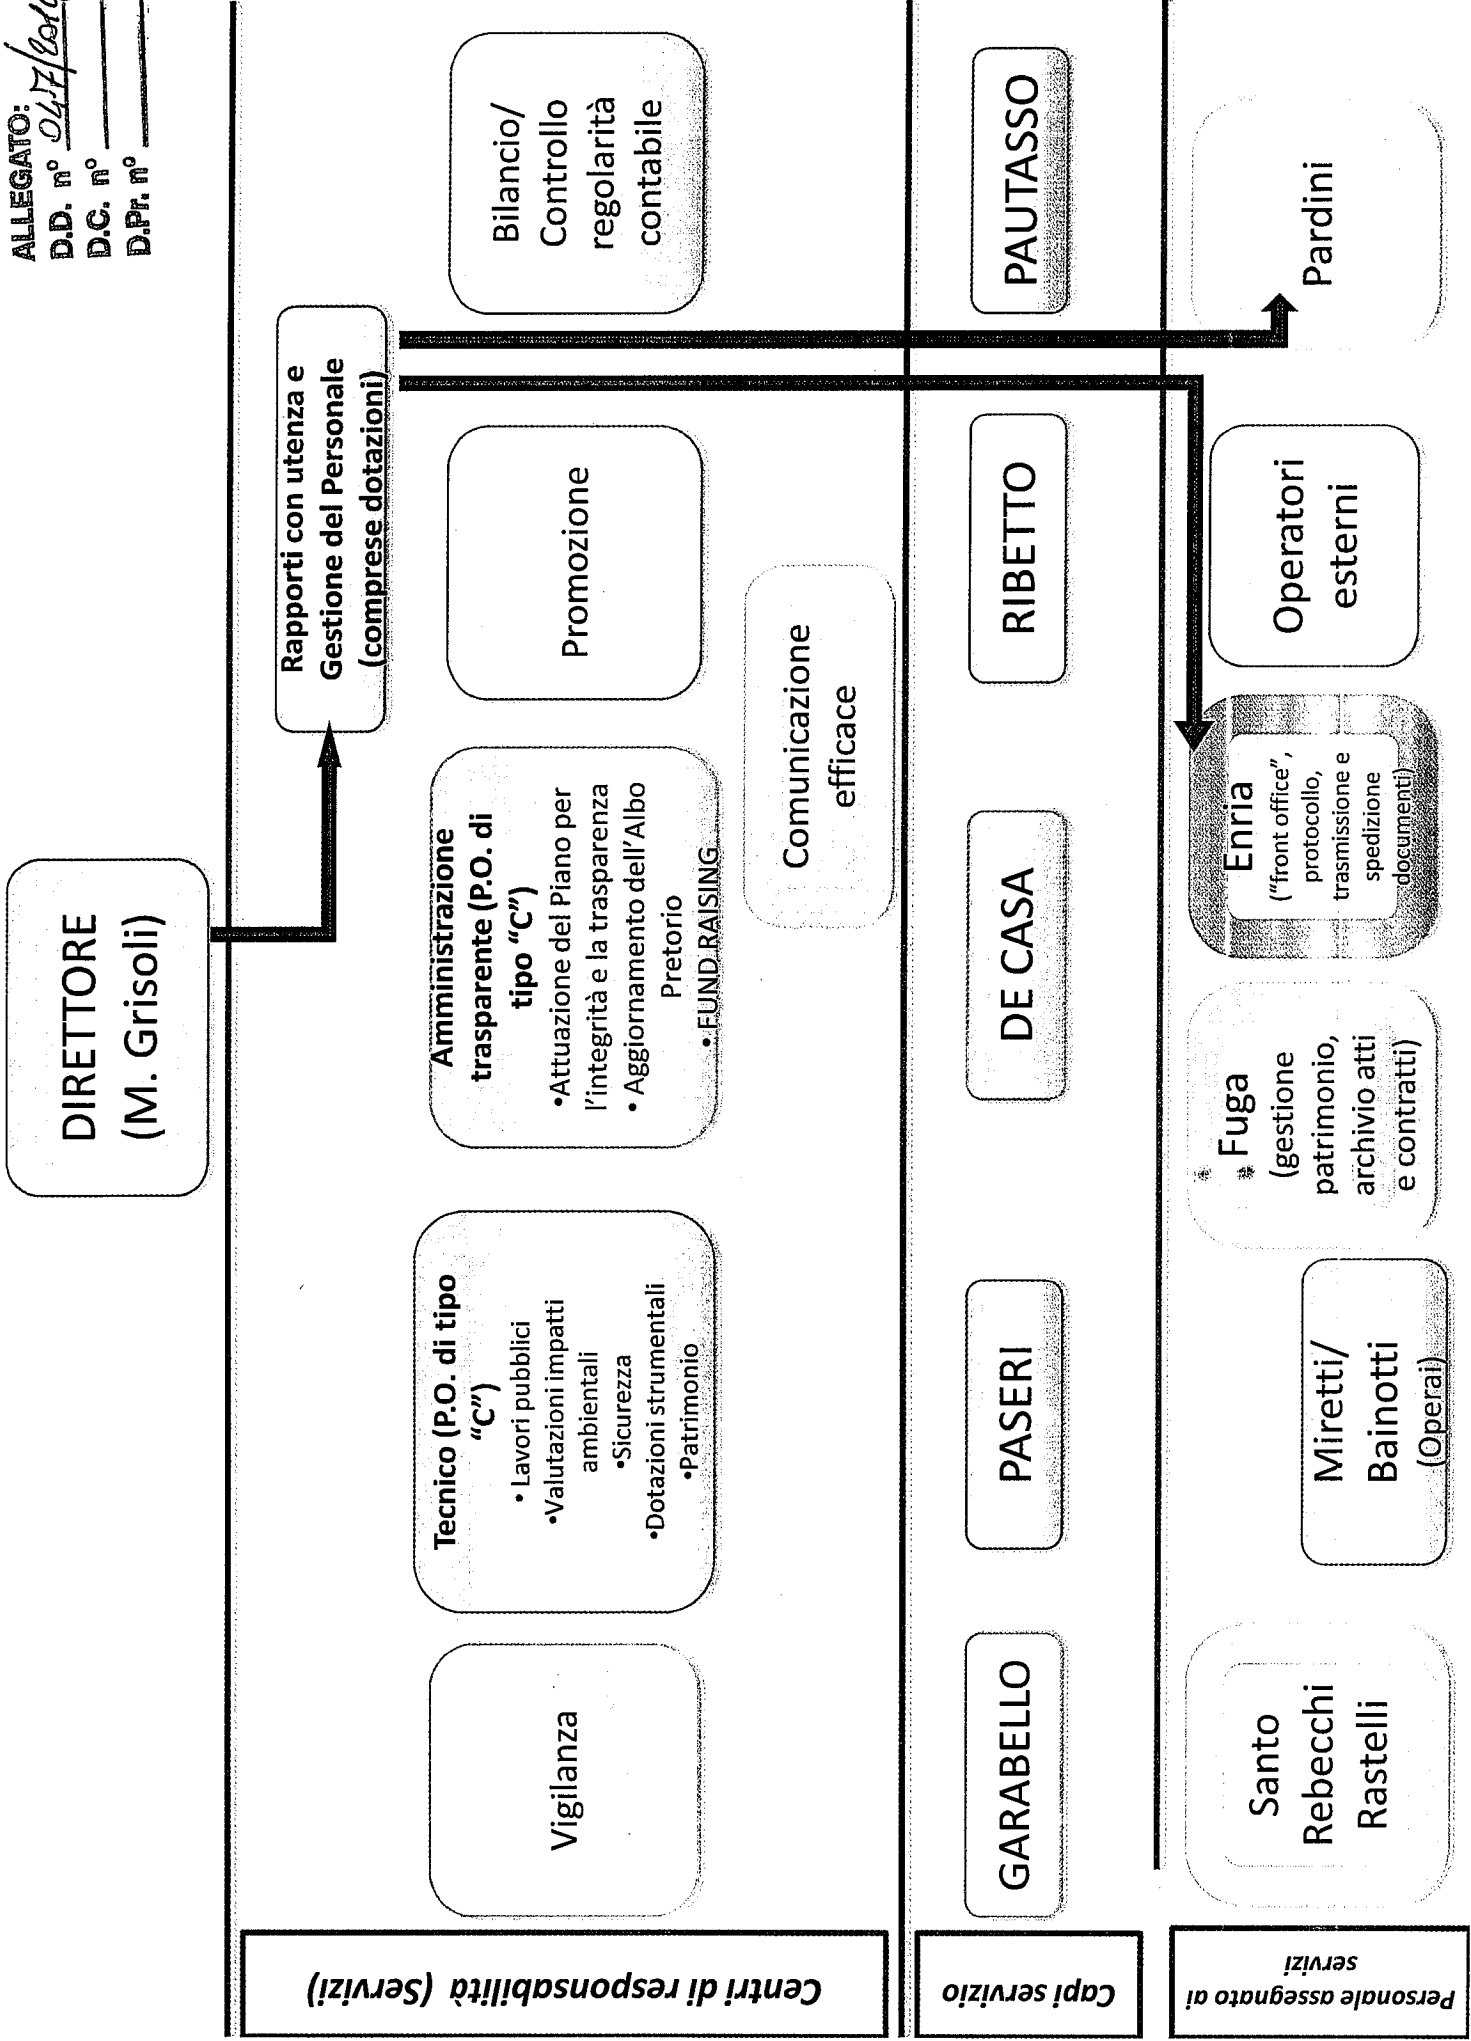 ALLEGATO:
D.D. n°
D.C. n°
D.Pr. n°
DIRETTORE
(M. Grisoli)
Rapporti con utenza e
Gestione del Personale
(comprese dotazioni)
Centri di responsabilità (Servizi)
Vigilanza
Tecnico (P.O. di tipo
“C”)
• Lavori pubblici
•Valutazioni impatti
ambientali
•Sicurezza
•Dotazioni strumentali
•Patrimonio
Amministrazione
trasparente (P.O. di
tipo “C”)
•Attuazione del Piano per
l'integrità e la trasparenza
• Aggiornamento dell'Albo
Pretorio
• FUND RAISING
Promozione
Bilancio/
Controllo
regolarità
contabile
Comunicazione
efficace
Capi servizio
GARABELLO
PASERI
DE CASA
RIBETTO
PAUTASSO
Personale assegnato ai
servizi
Santo
Rebecchi
Rastelli
Miretti/
Bainotti
(Operai)
Fuga
(gestione
patrimonio,
archivio atti
e contratti)
Enria
(“front office”,
protocollo,
trasmissione e
spedizione
documenti)
Operatori
esterni
Pardini